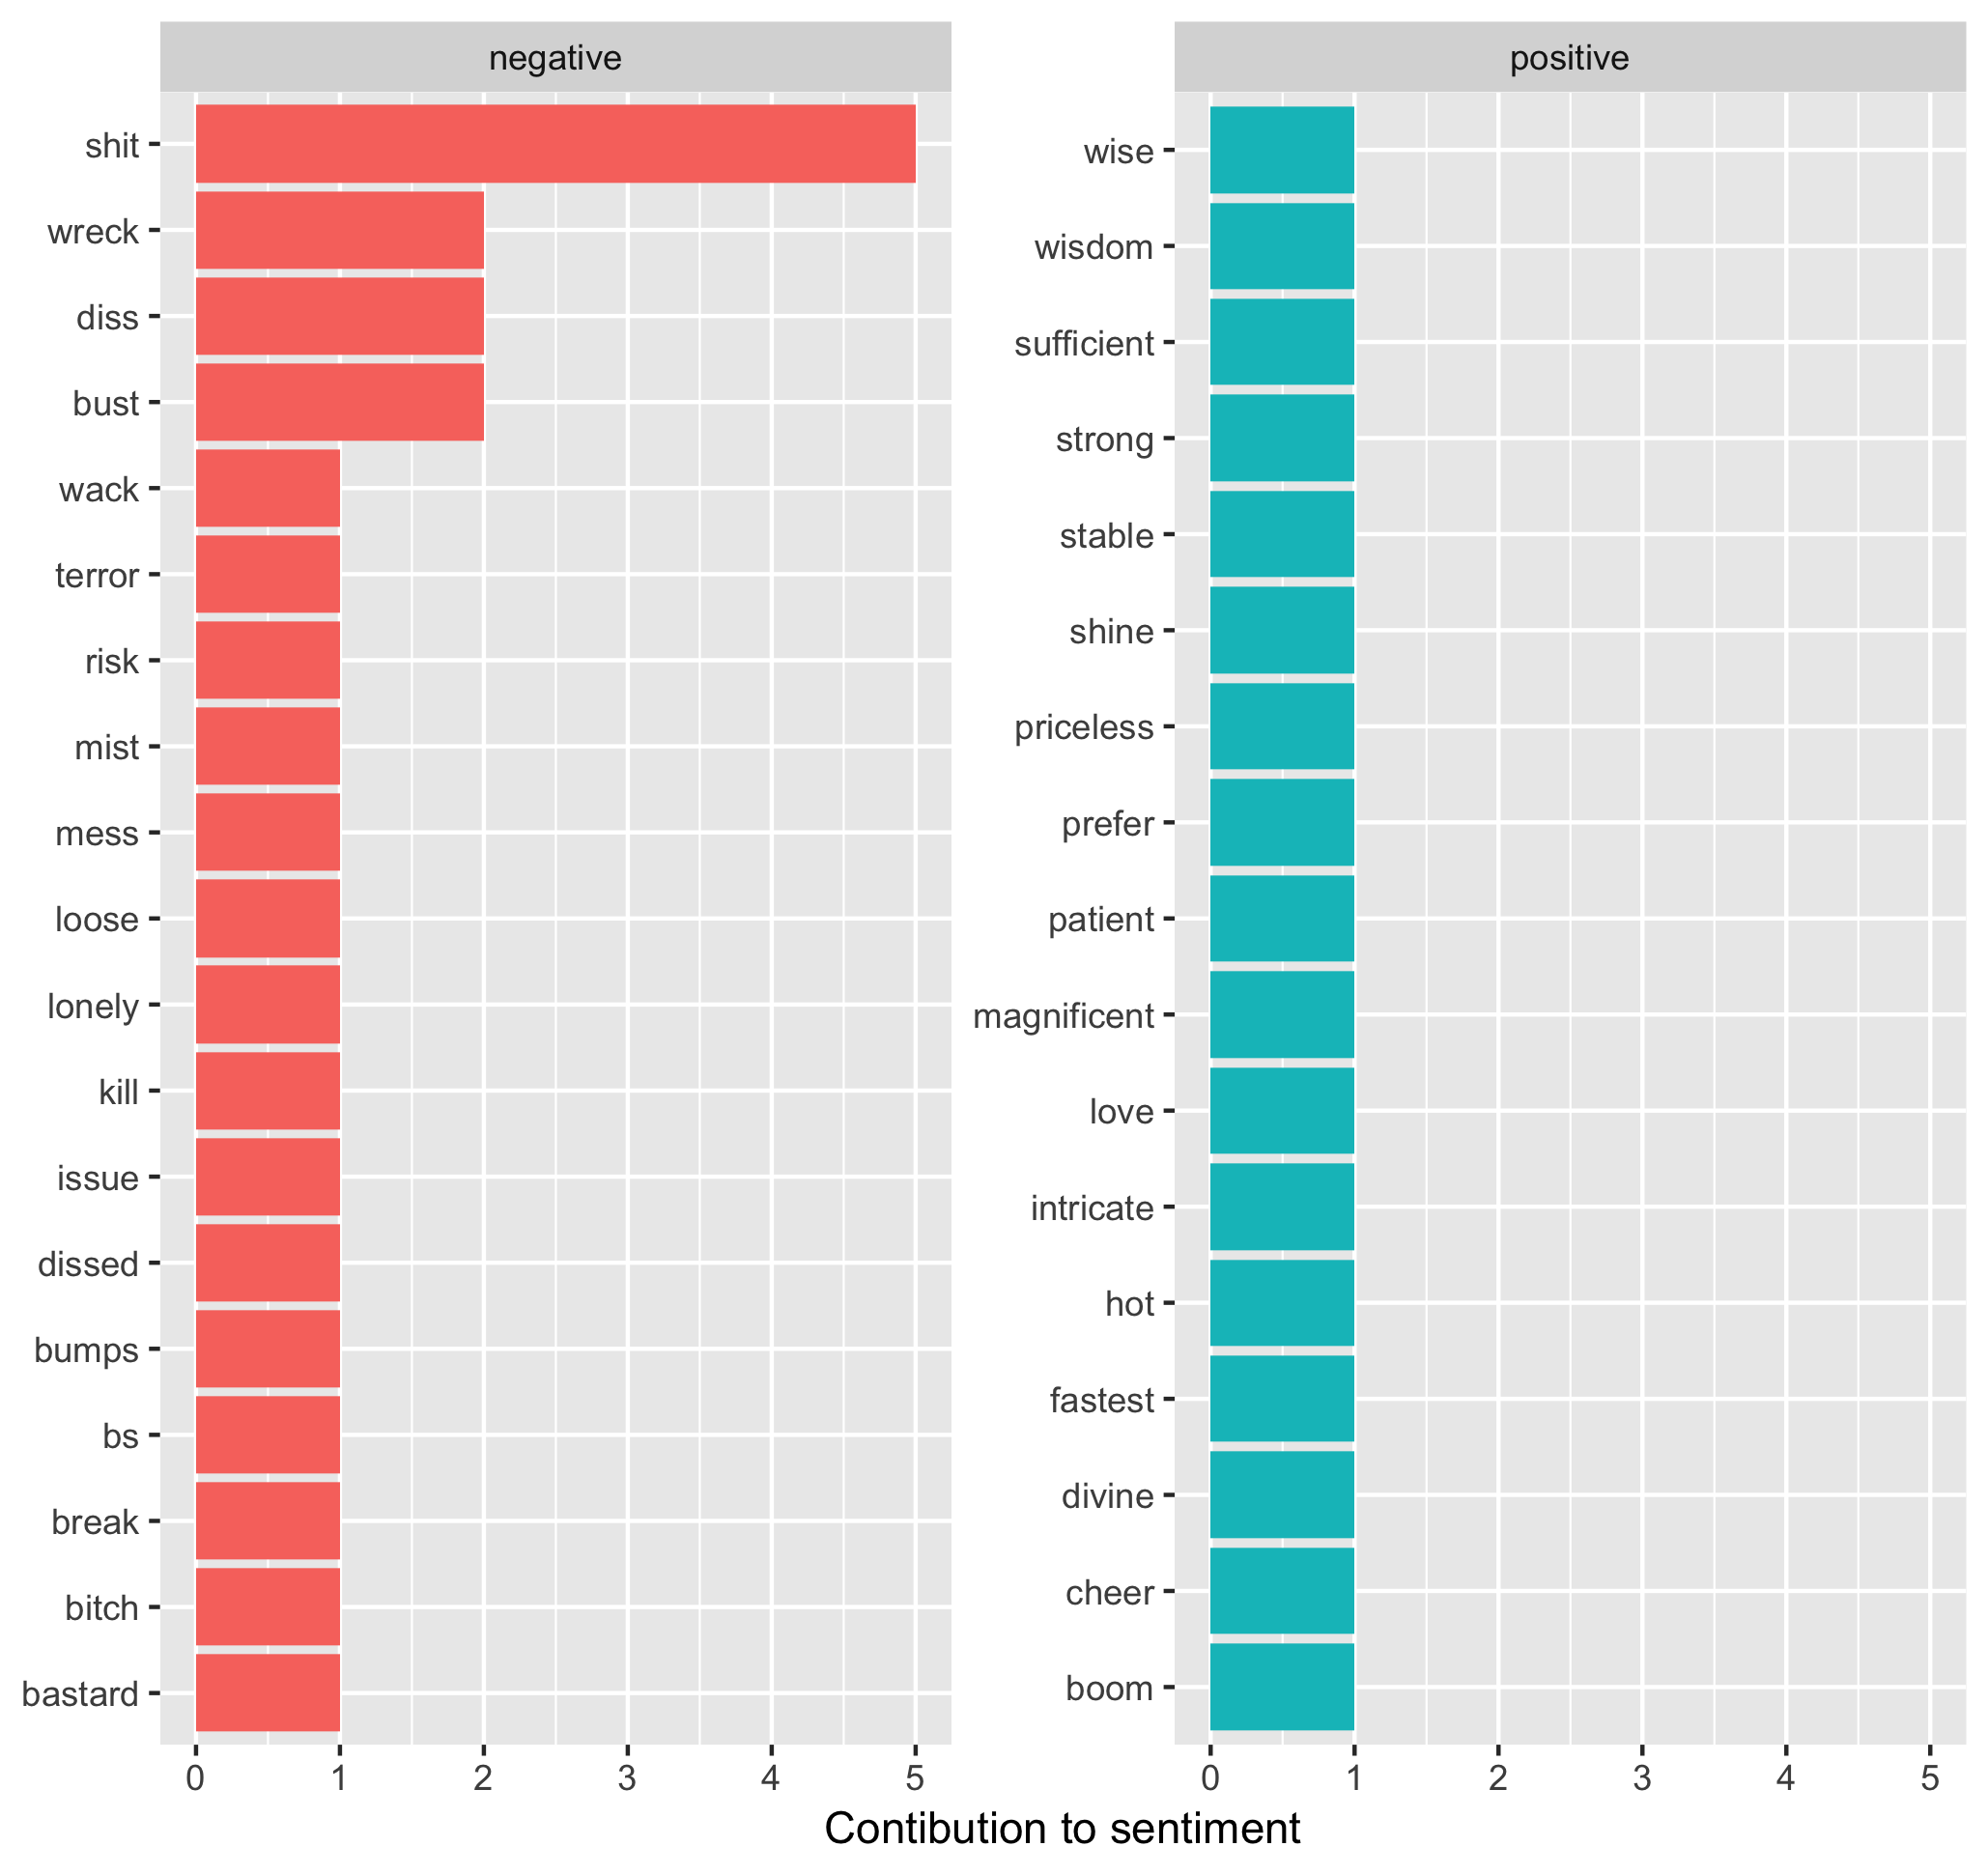 negative
shit
wreck
diss
bust
wack
terror
risk
mist
mess
loose
lonely
kill
issue
dissed
bumps
bs
break
bitch
bastard
0 1 2 3 4 5
positive
wise
wisdom
sufficient
strong
stable
shine
priceless
prefer
patient
magnificent
love
intricate
hot
fastest
divine
cheer
boom
0 1 2 3 4 5
Contibution to sentiment